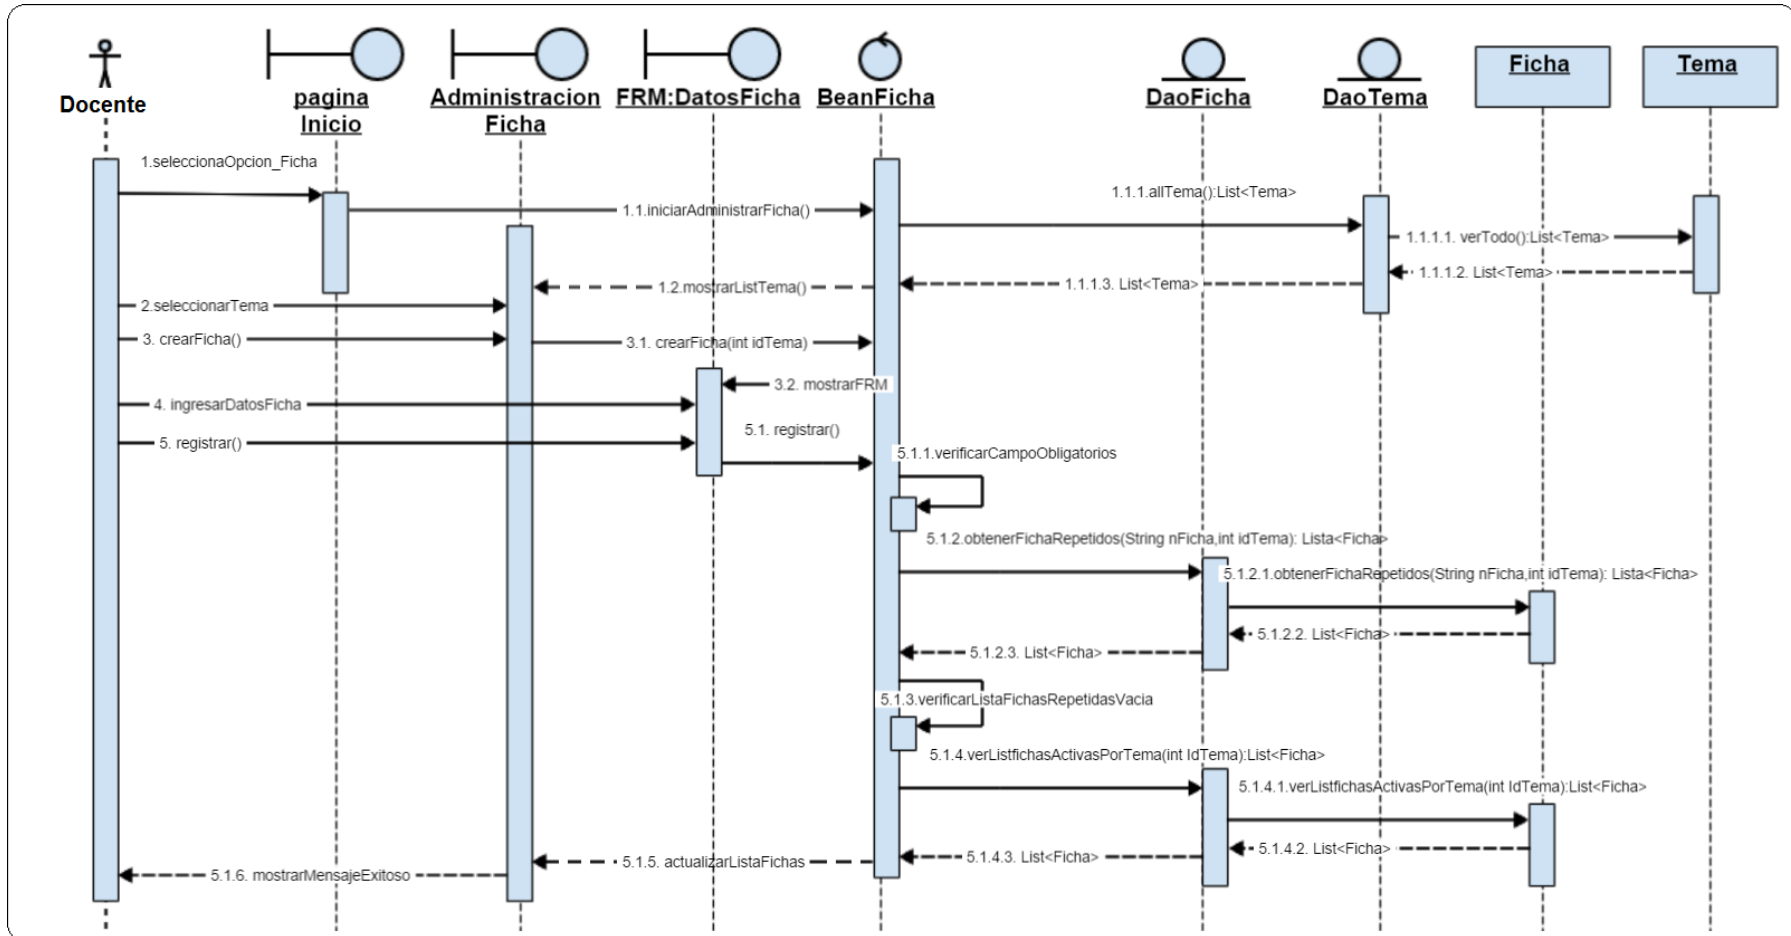 Docente
pagina
Inicio
Administracion
Ficha
FRM:DatosFicha
BeanFicha
DaoFicha
DaoTema
Ficha
Tema
1.seleccionaOpcion_Ficha
1.1.iniciarAdministrarFicha()
1.1.1.allTema():List<Tema>
1.1.1.1. verTodo():List<Tema>
1.1.1.2. List<Tema>
1.1.1.3. List<Tema>
1.2.mostrarListTema()
2.seleccionarTema
3. crearFicha()
3.1. crearFicha(int idTema)
3.2. mostrarFRM
4. ingresarDatosFicha
5. registrar()
5.1. registrar()
5.1.1.verificarCampoObligatorios
5.1.2.obtenerFichaRepetidos(String nFicha,int idTema): Lista<Ficha>
5.1.2.1.obtenerFichaRepetidos(String nFicha,int idTema): Lista<Ficha>
5.1.2.2. List<Ficha>
5.1.2.3. List<Ficha>
5.1.3.verificarListaFichasRepetidasVacia
5.1.4.verListfichasActivasPorTema(int IdTema):List<Ficha>
5.1.4.1.verListfichasActivasPorTema(int IdTema):List<Ficha>
5.1.4.2. List<Ficha>
5.1.4.3. List<Ficha>
5.1.5. actualizarListaFichas
5.1.6. mostrarMensajeExitoso